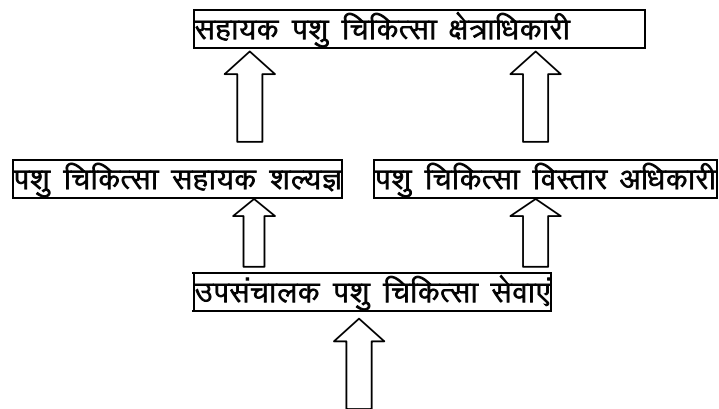 सहायक पशु चिकित्सा क्षेत्राधिकारी
पशु चिकित्सा सहायक शल्यज्ञ
पशु चिकित्सा विस्तार अधिकारी
उपसंचालक पशु चिकित्सा सेवाएं